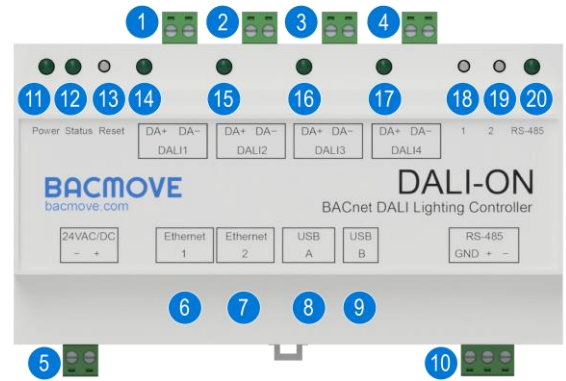 1 2 3 4
11 12 13 14 15 16 17 18 19 20
Power Status Reset DA+ DA− DA+ DA− DA+ DA− DA+ DA− 1 2 RS-485
DALI1 DALI2 DALI3 DALI4
BACMOVE
bacmove.com
DALI-ON
BACnet DALI Lighting Controller
24VAC/DC Ethernet Ethernet USB USB RS-485
− + 1 2 A B GND + −
6 7 8 9
5 10